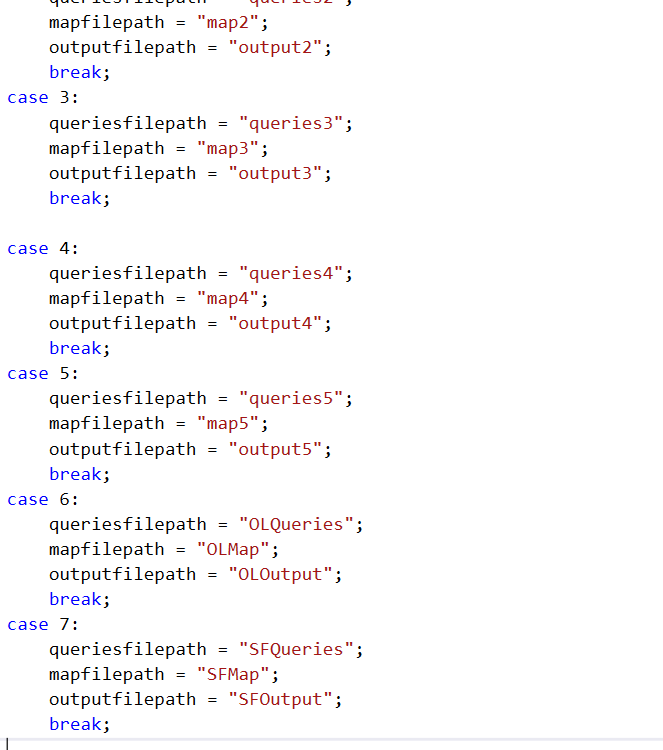 queriesfilepath = "queries2";
    mapfilepath = "map2";
    outputfilepath = "output2";
    break;
case 3:
    queriesfilepath = "queries3";
    mapfilepath = "map3";
    outputfilepath = "output3";
    break;

case 4:
    queriesfilepath = "queries4";
    mapfilepath = "map4";
    outputfilepath = "output4";
    break;
case 5:
    queriesfilepath = "queries5";
    mapfilepath = "map5";
    outputfilepath = "output5";
    break;
case 6:
    queriesfilepath = "OLQueries";
    mapfilepath = "OLMap";
    outputfilepath = "OLOutput";
    break;
case 7:
    queriesfilepath = "SFQueries";
    mapfilepath = "SFMap";
    outputfilepath = "SFOutput";
    break;